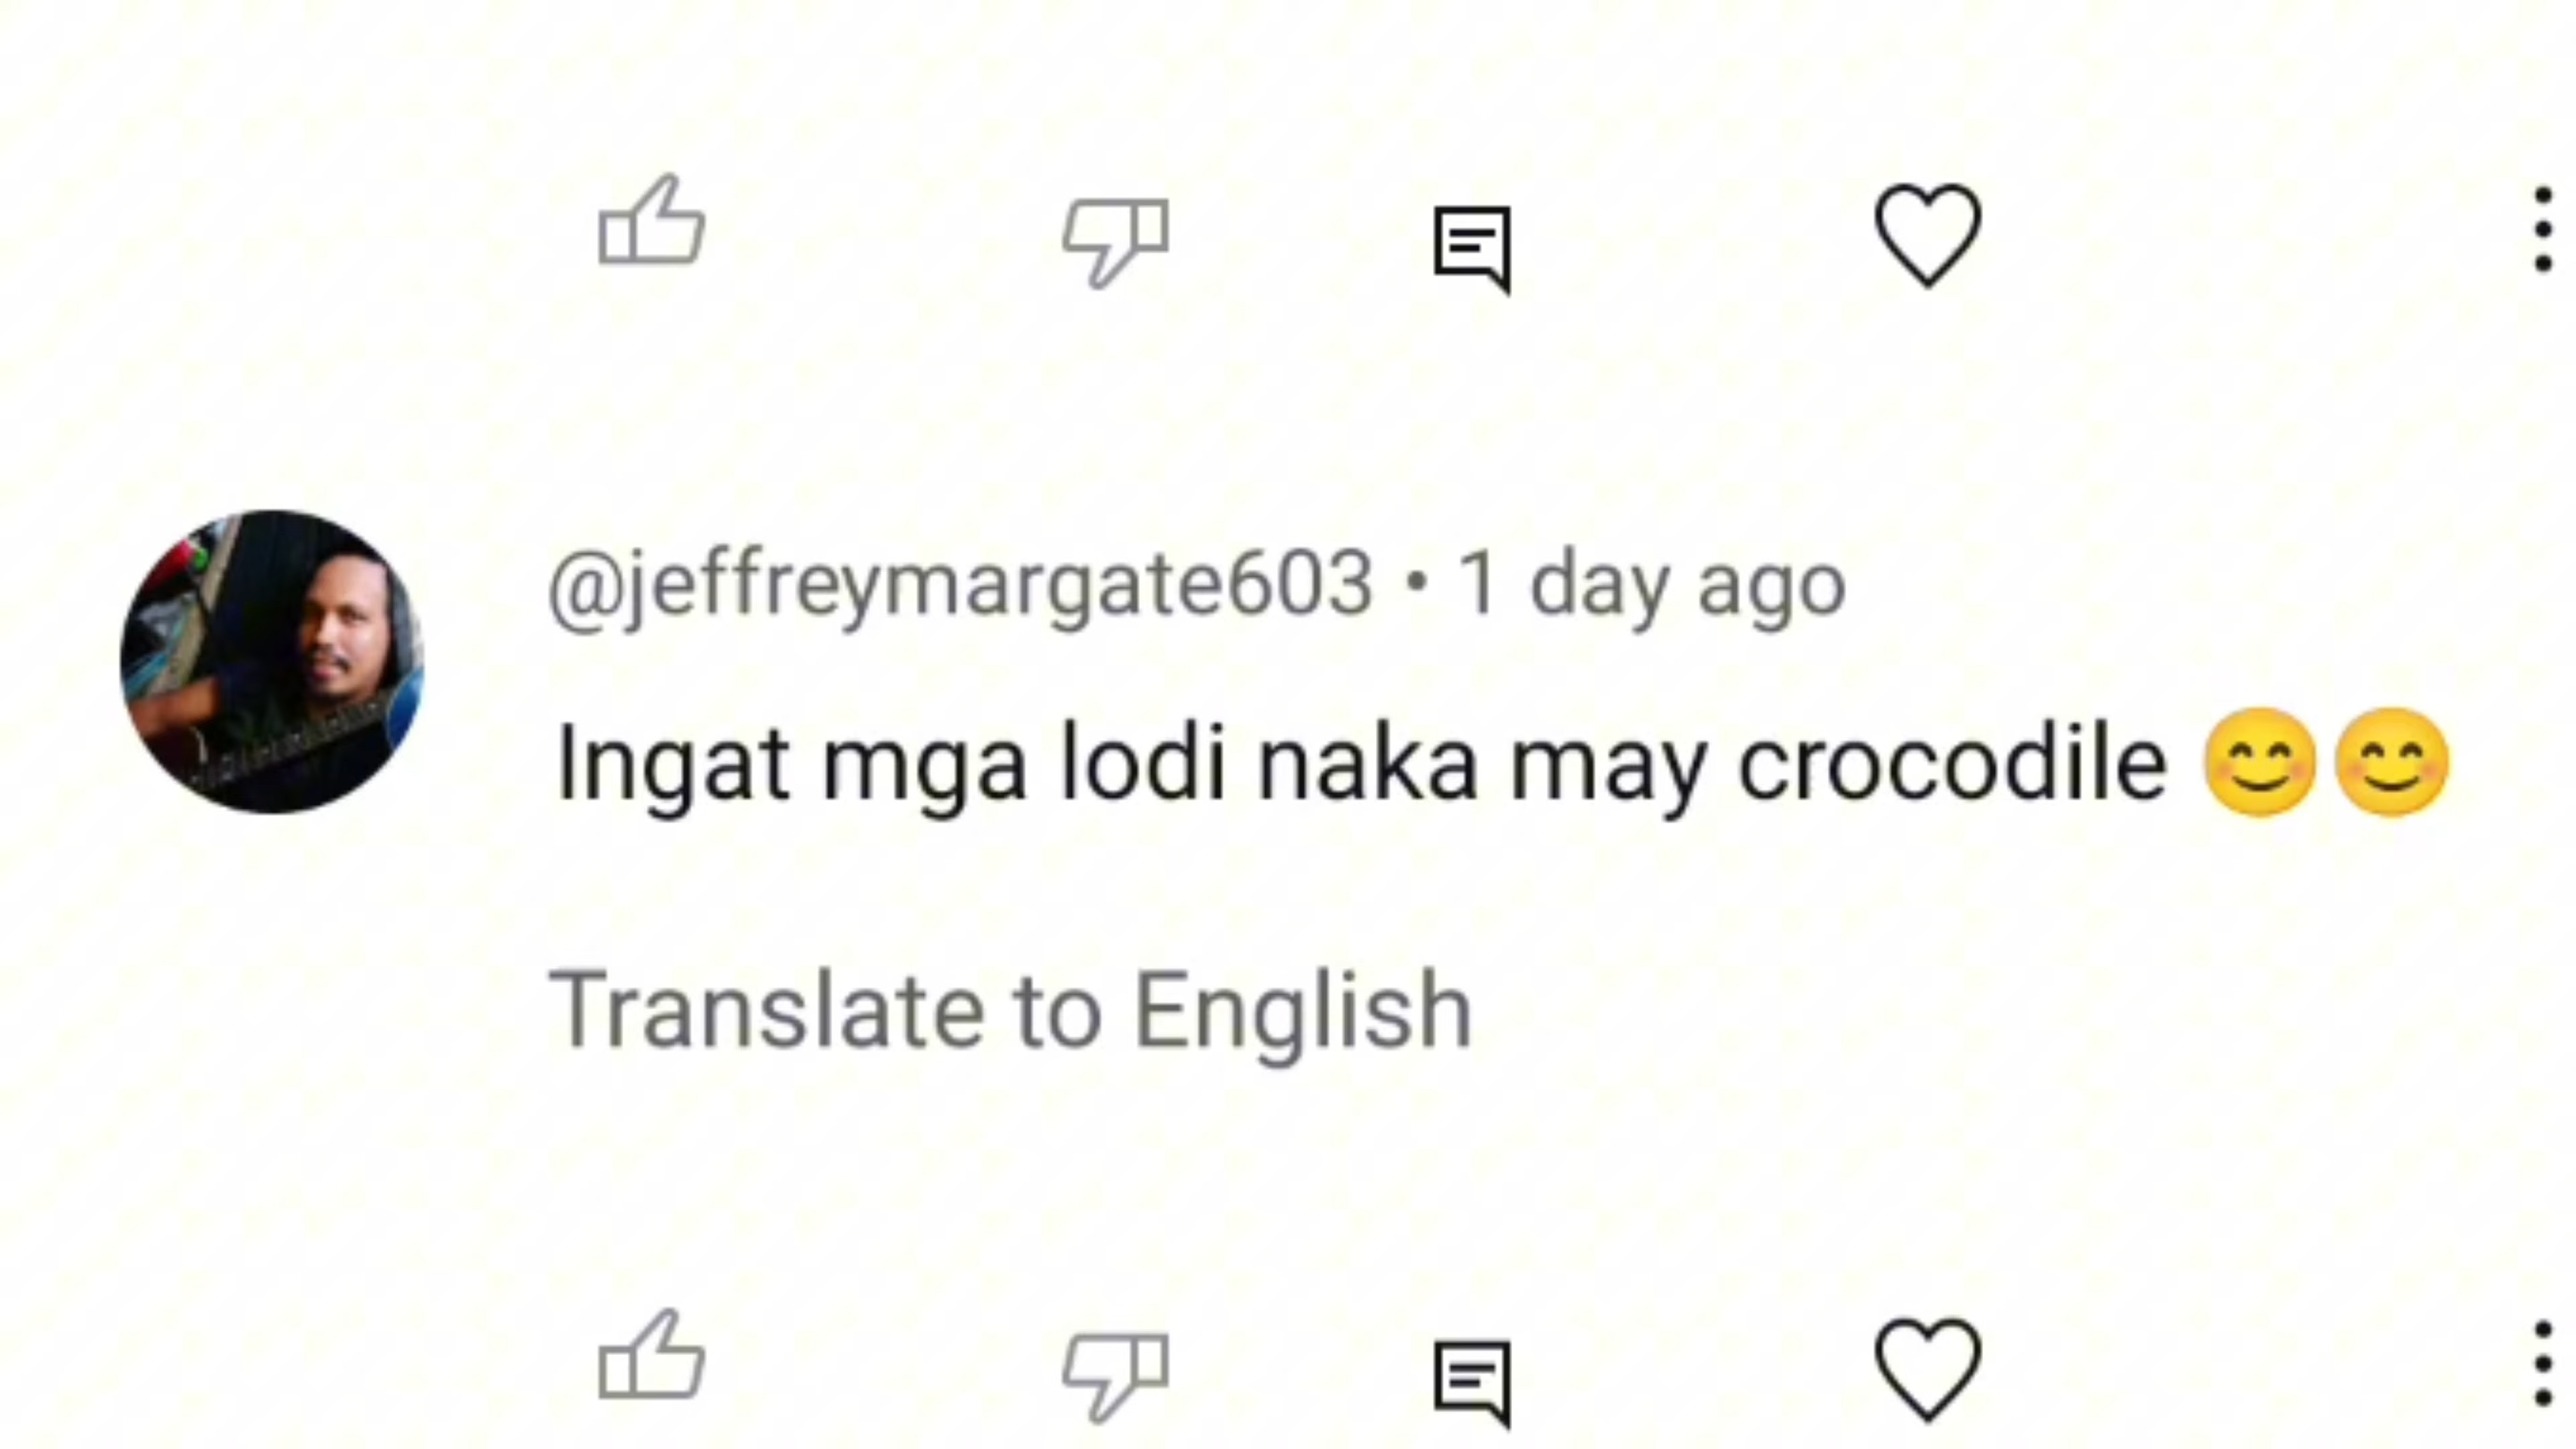 @jeffreymargate603 • 1 day ago
Ingat mga lodi naka may crocodile 😊😊
Translate to English